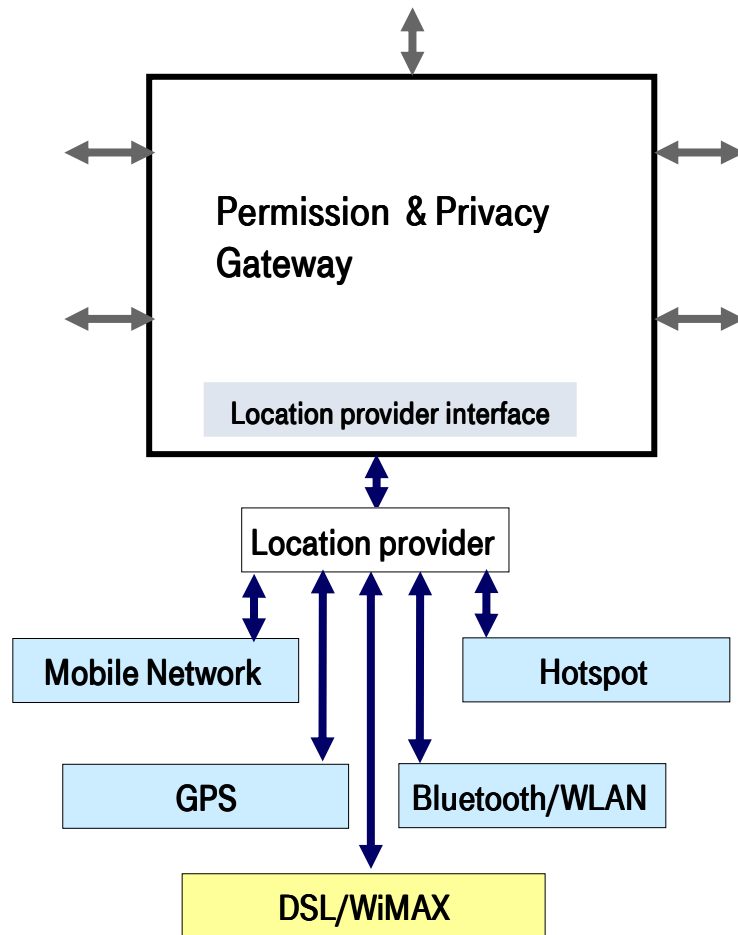 Permission & Privacy
Gateway
Location provider interface
Location provider
Mobile Network
Hotspot
GPS
Bluetooth/WLAN
DSL/WiMAX